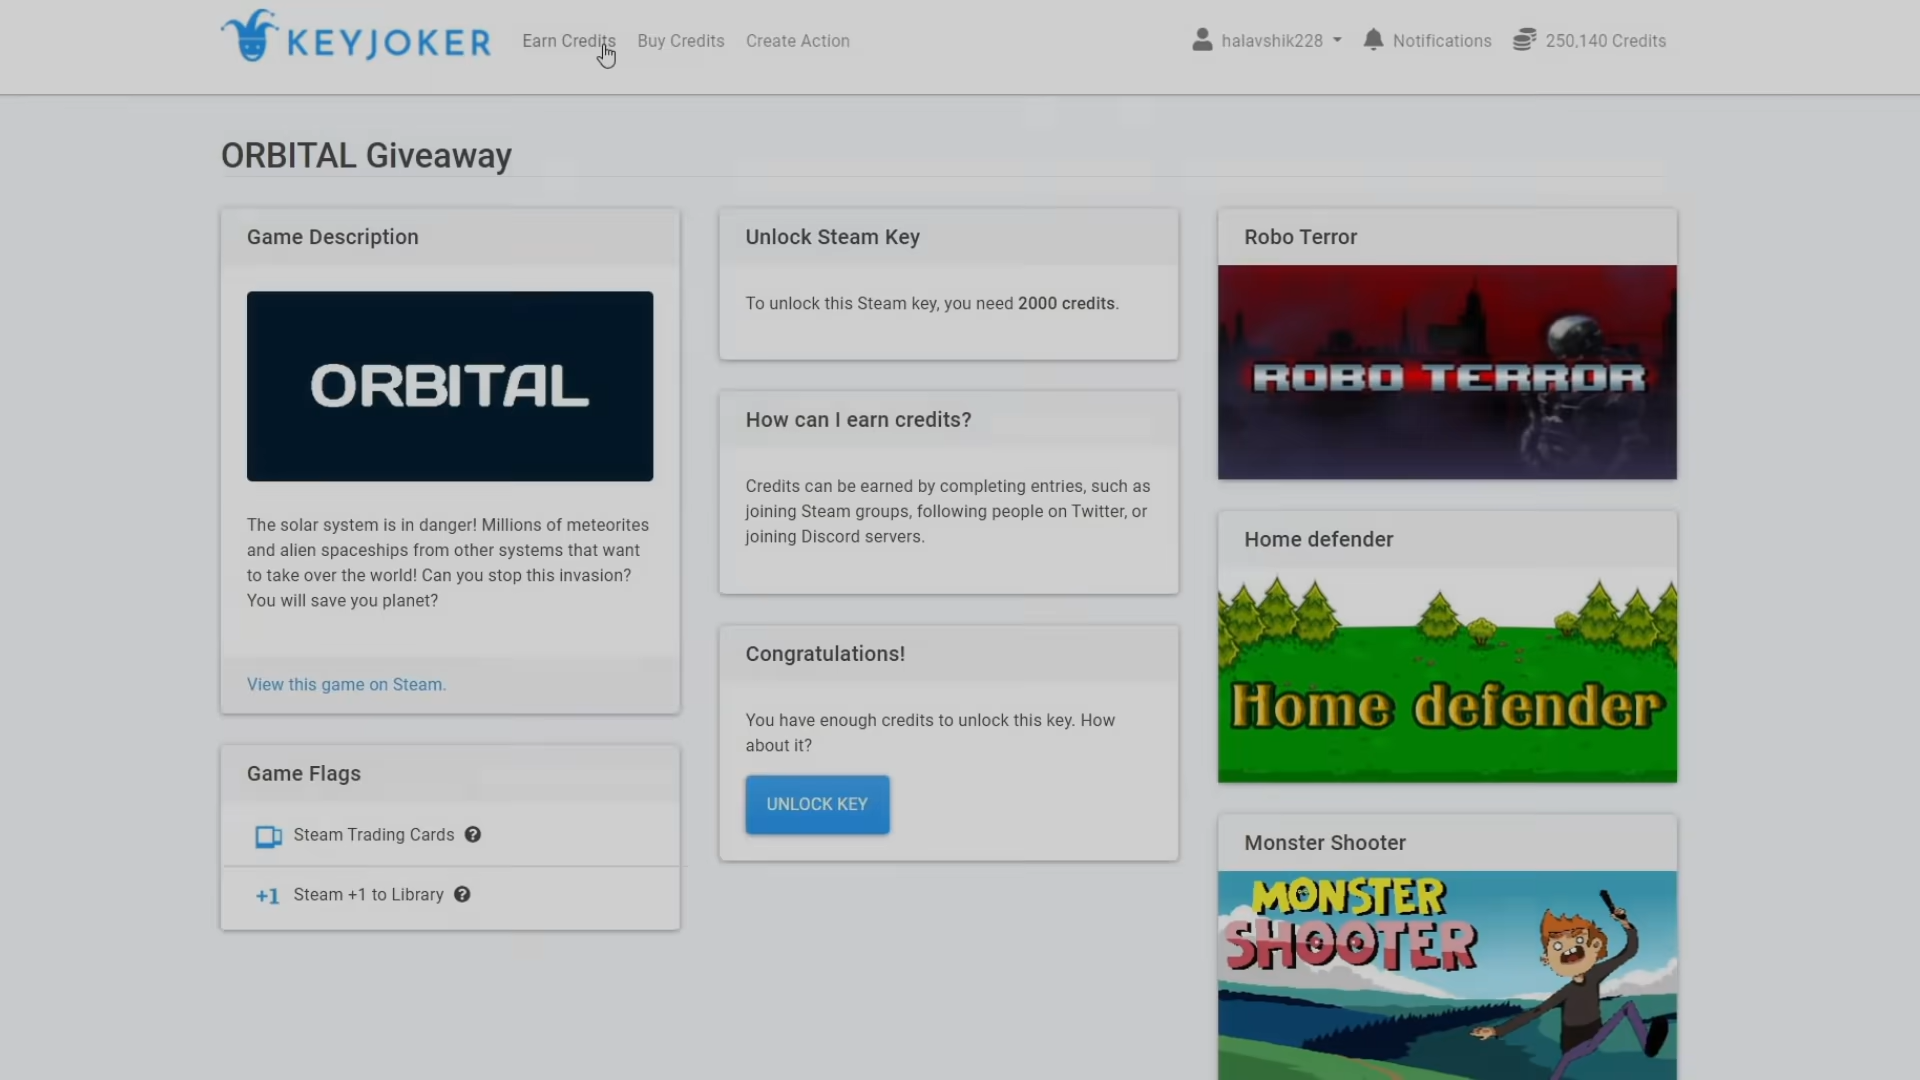 KEYJOKER
Earn Credits
Buy Credits
Create Action
halavshik228
Notifications
250,140 Credits
ORBITAL Giveaway
Game Description
ORBITAL
The solar system is in danger! Millions of meteorites
and alien spaceships from other systems that want
to take over the world! Can you stop this invasion?
You will save you planet?
View this game on Steam.
Game Flags
Steam Trading Cards
+1 Steam +1 to Library
Unlock Steam Key
To unlock this Steam key, you need 2000 credits.
How can I earn credits?
Credits can be earned by completing entries, such as
joining Steam groups, following people on Twitter, or
joining Discord servers.
Congratulations!
You have enough credits to unlock this key. How
about it?
UNLOCK KEY
Robo Terror
ROBO TERROR
Home defender
Home defender
Monster Shooter
MONSTER
SHOOTER